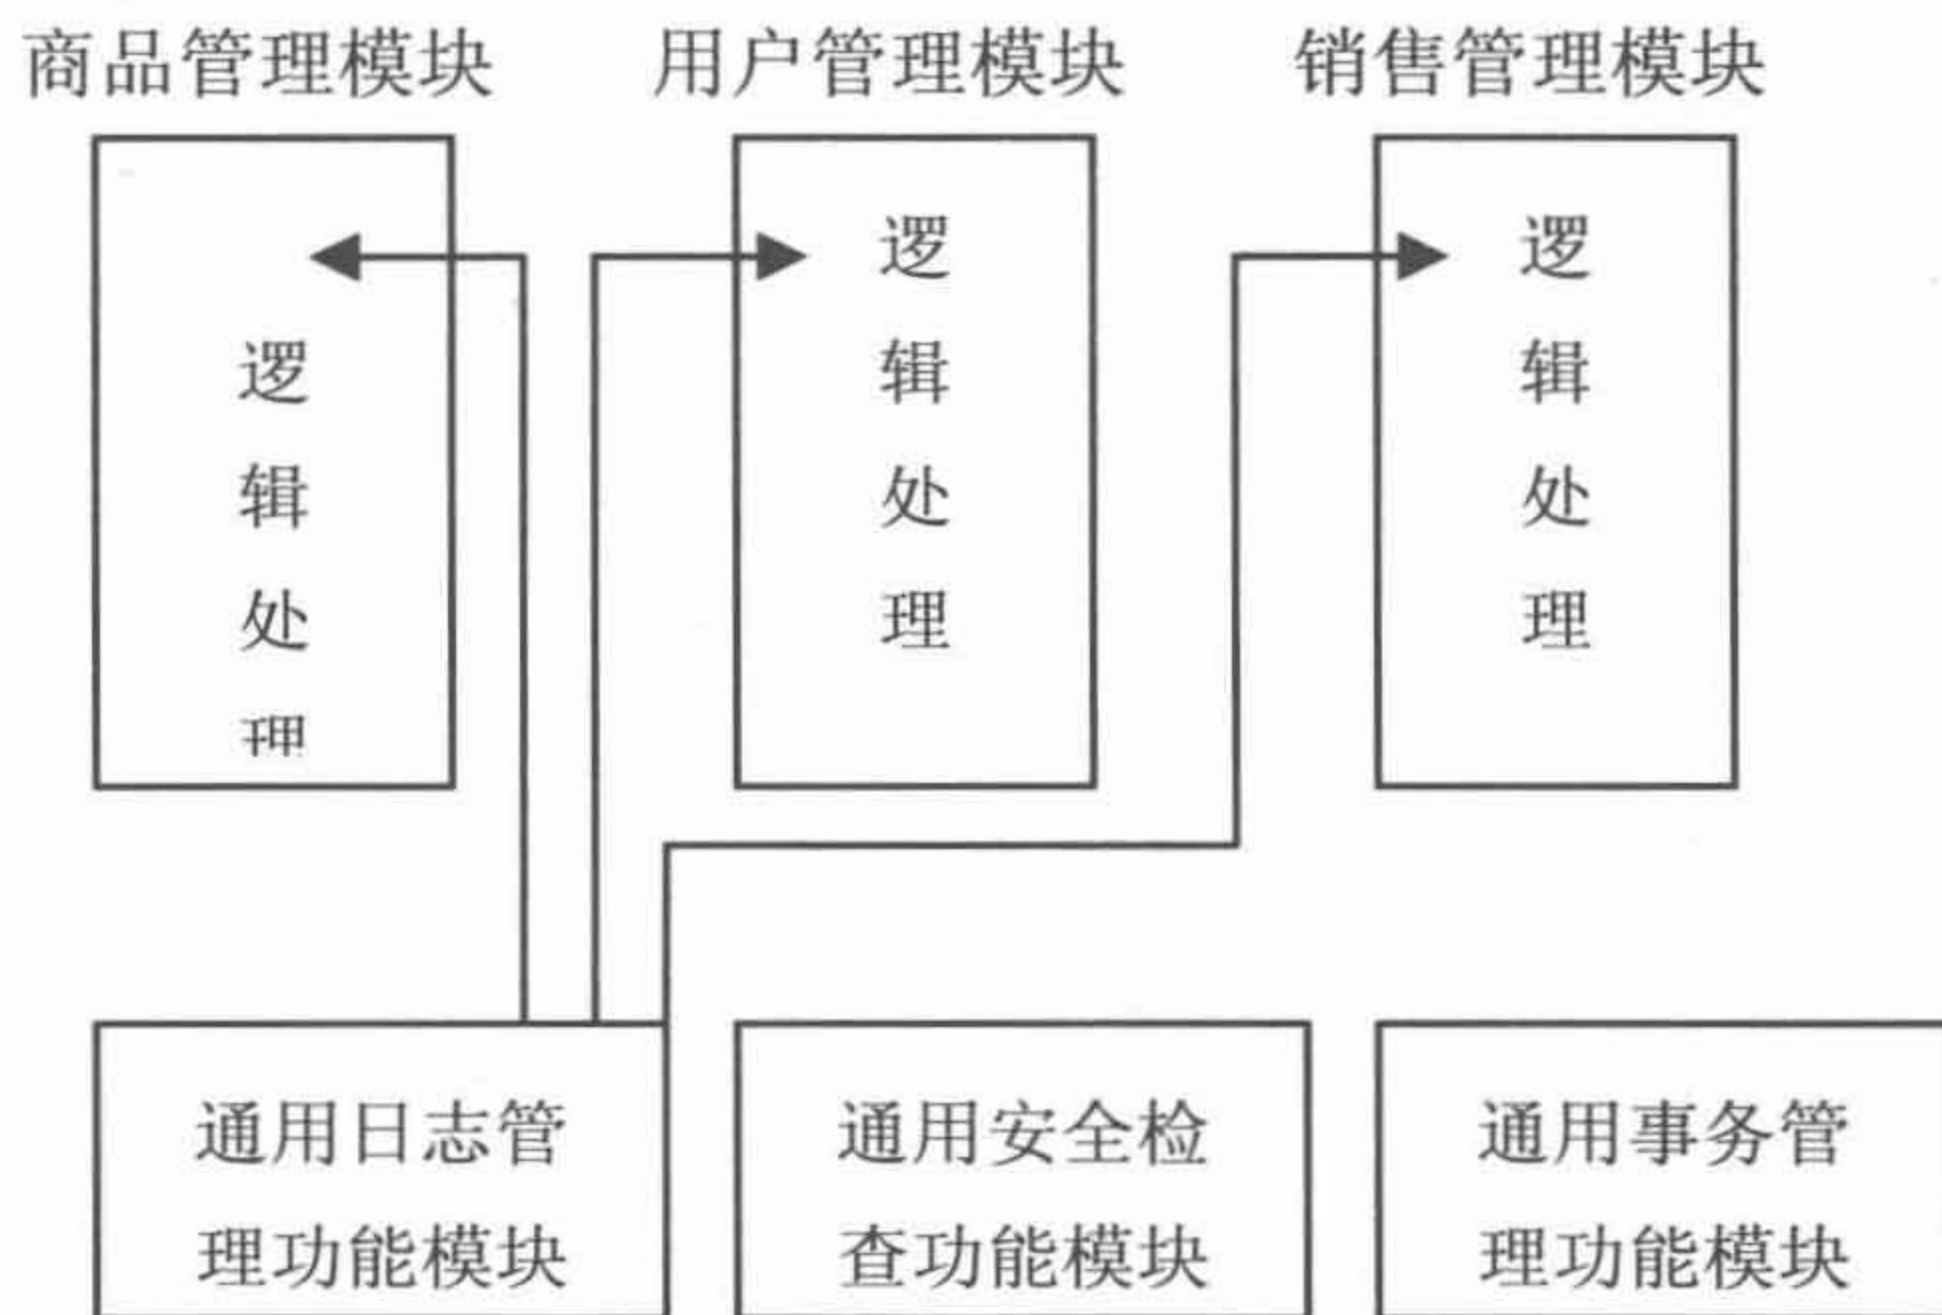 商品管理模块
用户管理模块
销售管理模块
逻
辑
处
理
逻
辑
处
理
逻
辑
处
理
通用日志管
理功能模块
通用安全检
查功能模块
通用事务管
理功能模块